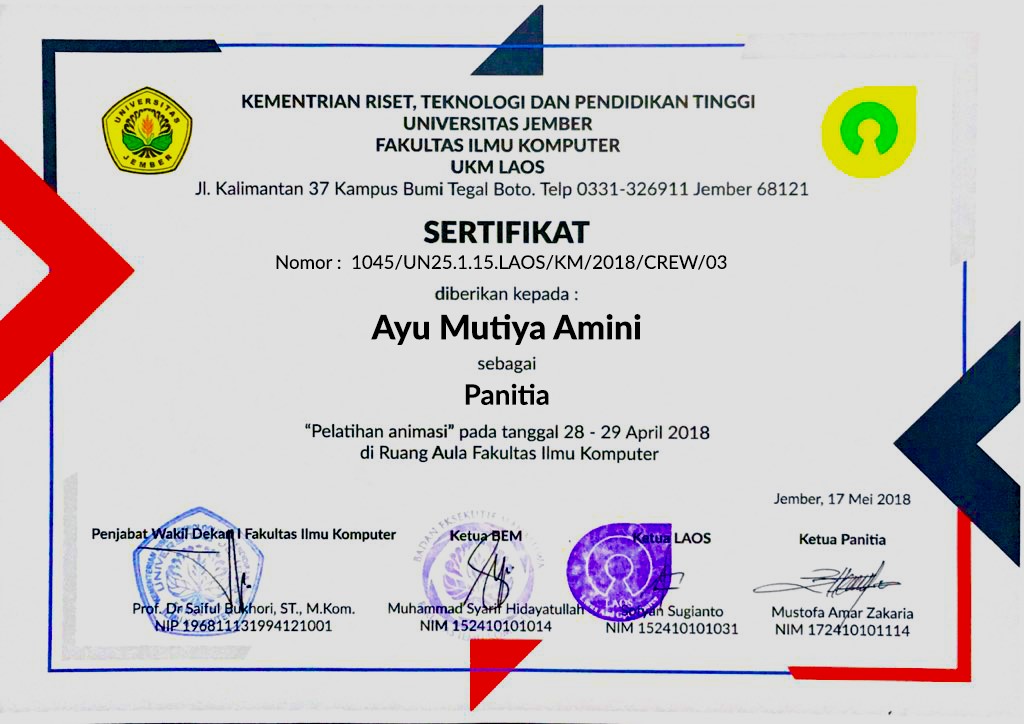 UNIVERSITAS
JEMBER
KEMENTRIAN RISET, TEKNOLOGI DAN PENDIDIKAN TINGGI
UNIVERSITAS JEMBER
FAKULTAS ILMU KOMPUTER
UKM LAOS
Jl. Kalimantan 37 Kampus Bumi Tegal Boto. Telp 0331-326911 Jember 68121
SERTIFIKAT
Nomor : 1045/UN25.1.15.LAOS/KM/2018/CREW/03
diberikan kepada :
Ayu Mutiya Amini
sebagai
Panitia
“Pelatihan animasi” pada tanggal 28 - 29 April 2018
di Ruang Aula Fakultas Ilmu Komputer
Jember, 17 Mei 2018
Penjabat Wakil Dekan I Fakultas Ilmu Komputer
Prof. Dr Saiful Bukhori, ST., M.Kom.
NIP 196811131994121001
Ketua BEM
Muhammad Syarif Hidayatullah
NIM 152410101014
Ketua LAOS
Sofyan Sugianto
NIM 152410101031
Ketua Panitia
Mustofa Amar Zakaria
NIM 172410101114